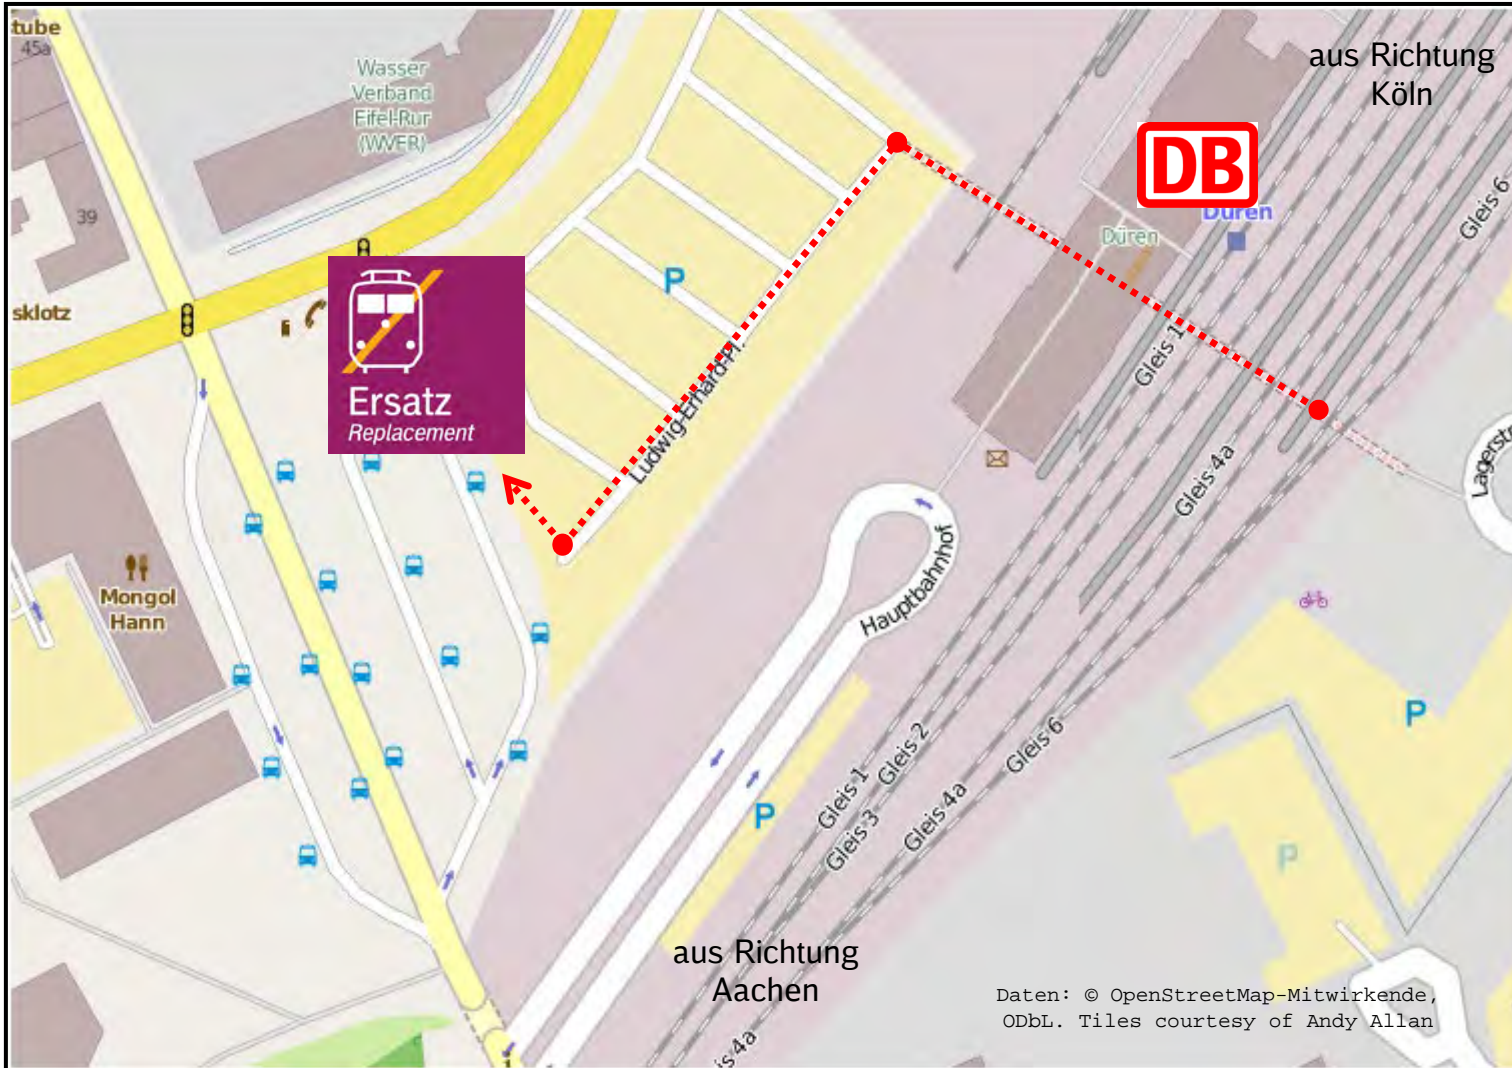 tube
45a
Wasser
Verband
Eifel-Rur
(WVER)
aus Richtung
Köln
DB
Düren
Düren
Gleis 6
39
P
sklotz
Ersatz
Replacement
Ludwig-Erhard-Pl.
Gleis 1
Gleis 4a
Lagerstr
Mongol
Hann
Hauptbahnhof
P
Gleis 1
Gleis 2
Gleis 3
Gleis 4a
Gleis 6
P
P
aus Richtung
Aachen
Daten: © OpenStreetMap-Mitwirkende,
ODbL. Tiles courtesy of Andy Allan
is 4a